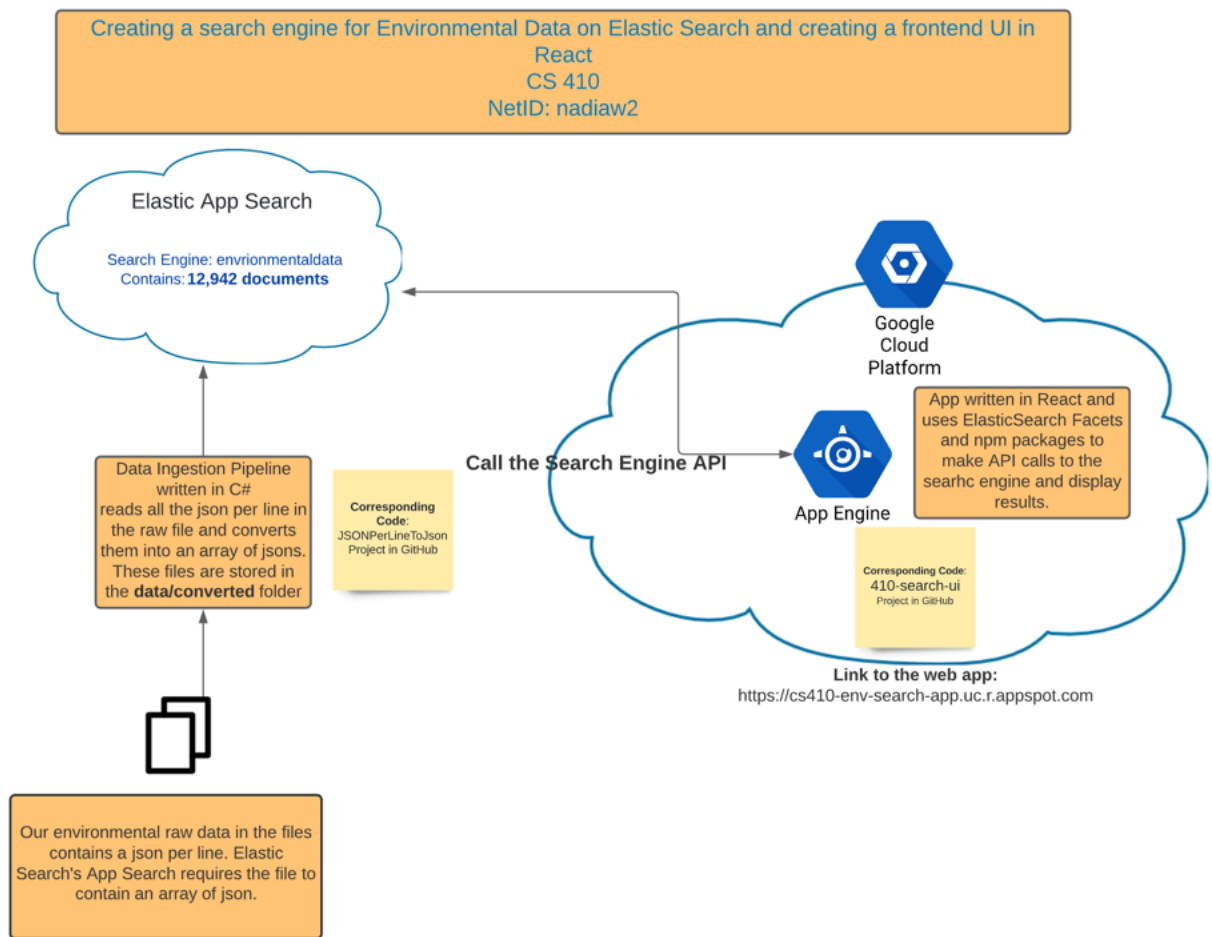 Creating a search engine for Environmental Data on Elastic Search and creating a frontend UI in
React
CS 410
NetID: nadiaw2
Elastic App Search
Search Engine: envrionmentaldata
Contains: 12,942 documents
Google
Cloud
Platform
App written in React and
uses ElasticSearch Facets
and npm packages to
make API calls to the
searhc engine and display
results.
Call the Search Engine API
App Engine
Data Ingestion Pipeline
written in C#
reads all the json per line in
the raw file and converts
them into an array of jsons.
These files are stored in
the data/converted folder
Corresponding
Code:
JSONPerLineToJson
Project in GitHub
Corresponding Code:
410-search-ui
Project in GitHub
Link to the web app:
https://cs410-env-search-app.uc.r.appspot.com
Our environmental raw data in the files
contains a json per line. Elastic
Search's App Search requires the file to
contain an array of json.